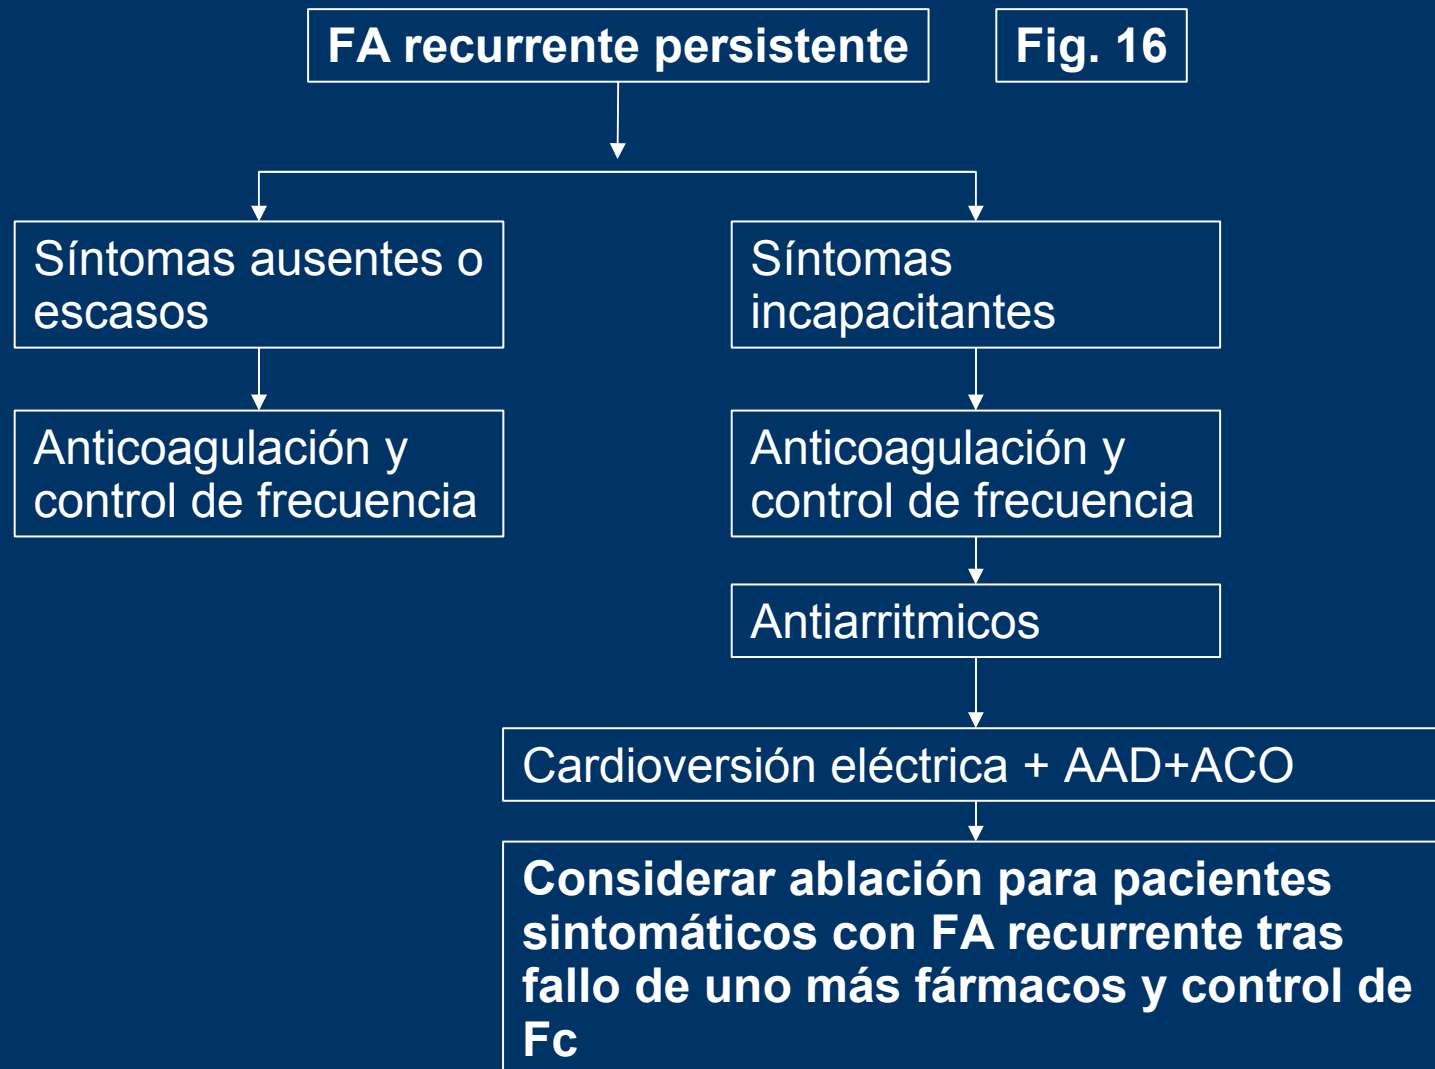 FA recurrente persistente
Fig. 16
Síntomas ausentes o
escasos
Síntomas
incapacitantes
Anticoagulación y
control de frecuencia
Anticoagulación y
control de frecuencia
Antiarritmicos
Cardioversión eléctrica + AAD+ACO
Considerar ablación para pacientes
sintomáticos con FA recurrente tras
fallo de uno más fármacos y control de
Fc